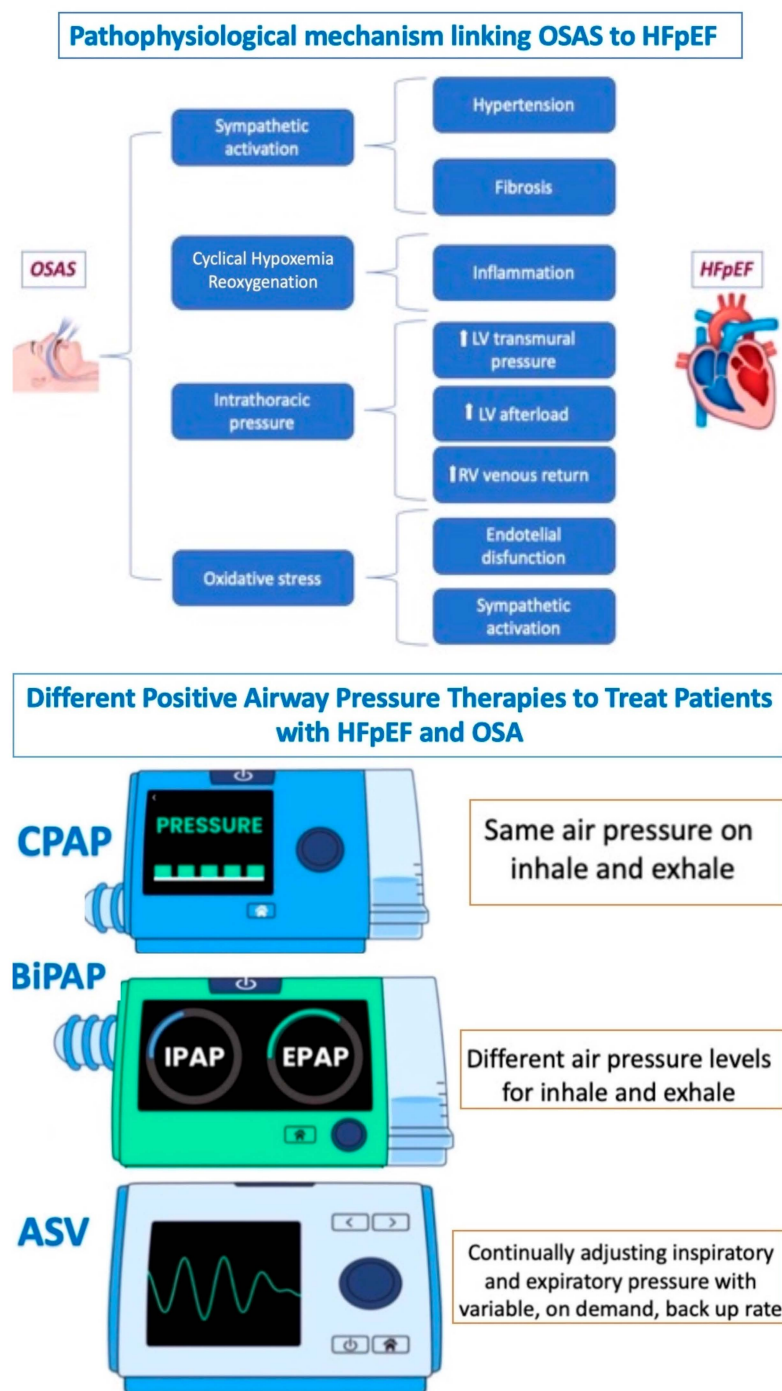 Pathophysiological mechanism linking OSAS to HFpEF
OSAS
Sympathetic
activation
Hypertension
Fibrosis
Cyclical Hypoxemia
Reoxygenation
Inflammation
Intrathoracic
pressure
⬆LV transmural
pressure
⬆LV afterload
⬆RV venous return
Oxidative stress
Endotelial
disfunction
Sympathetic
activation
HFpEF
Different Positive Airway Pressure Therapies to Treat Patients
with HFpEF and OSA
CPAP
PRESSURE
Same air pressure on
inhale and exhale
BiPAP
IPAP
EPAP
Different air pressure levels
for inhale and exhale
ASV
Continually adjusting inspiratory
and expiratory pressure with
variable, on demand, back up rate